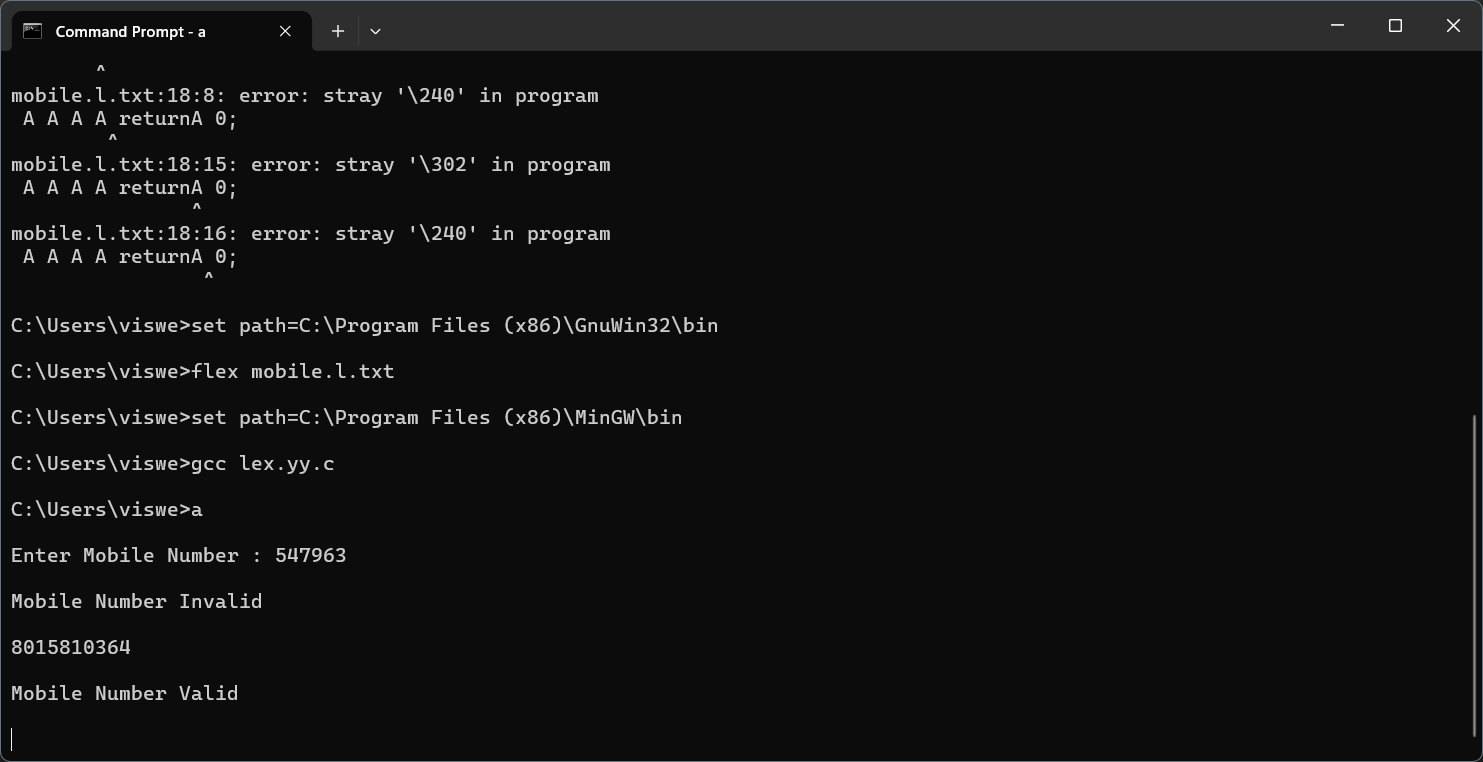 Command Prompt - a
^
mobile.l.txt:18:8: error: stray '\240' in program
A A A A returnA 0;
^
mobile.l.txt:18:15: error: stray '\302' in program
A A A A returnA 0;
^
mobile.l.txt:18:16: error: stray '\240' in program
A A A A returnA 0;
^
C:\Users\viswe>set path=C:\Program Files (x86)\GnuWin32\bin
C:\Users\viswe>flex mobile.l.txt
C:\Users\viswe>set path=C:\Program Files (x86)\MinGW\bin
C:\Users\viswe>gcc lex.yy.c
C:\Users\viswe>a
Enter Mobile Number : 547963
Mobile Number Invalid
8015810364
Mobile Number Valid